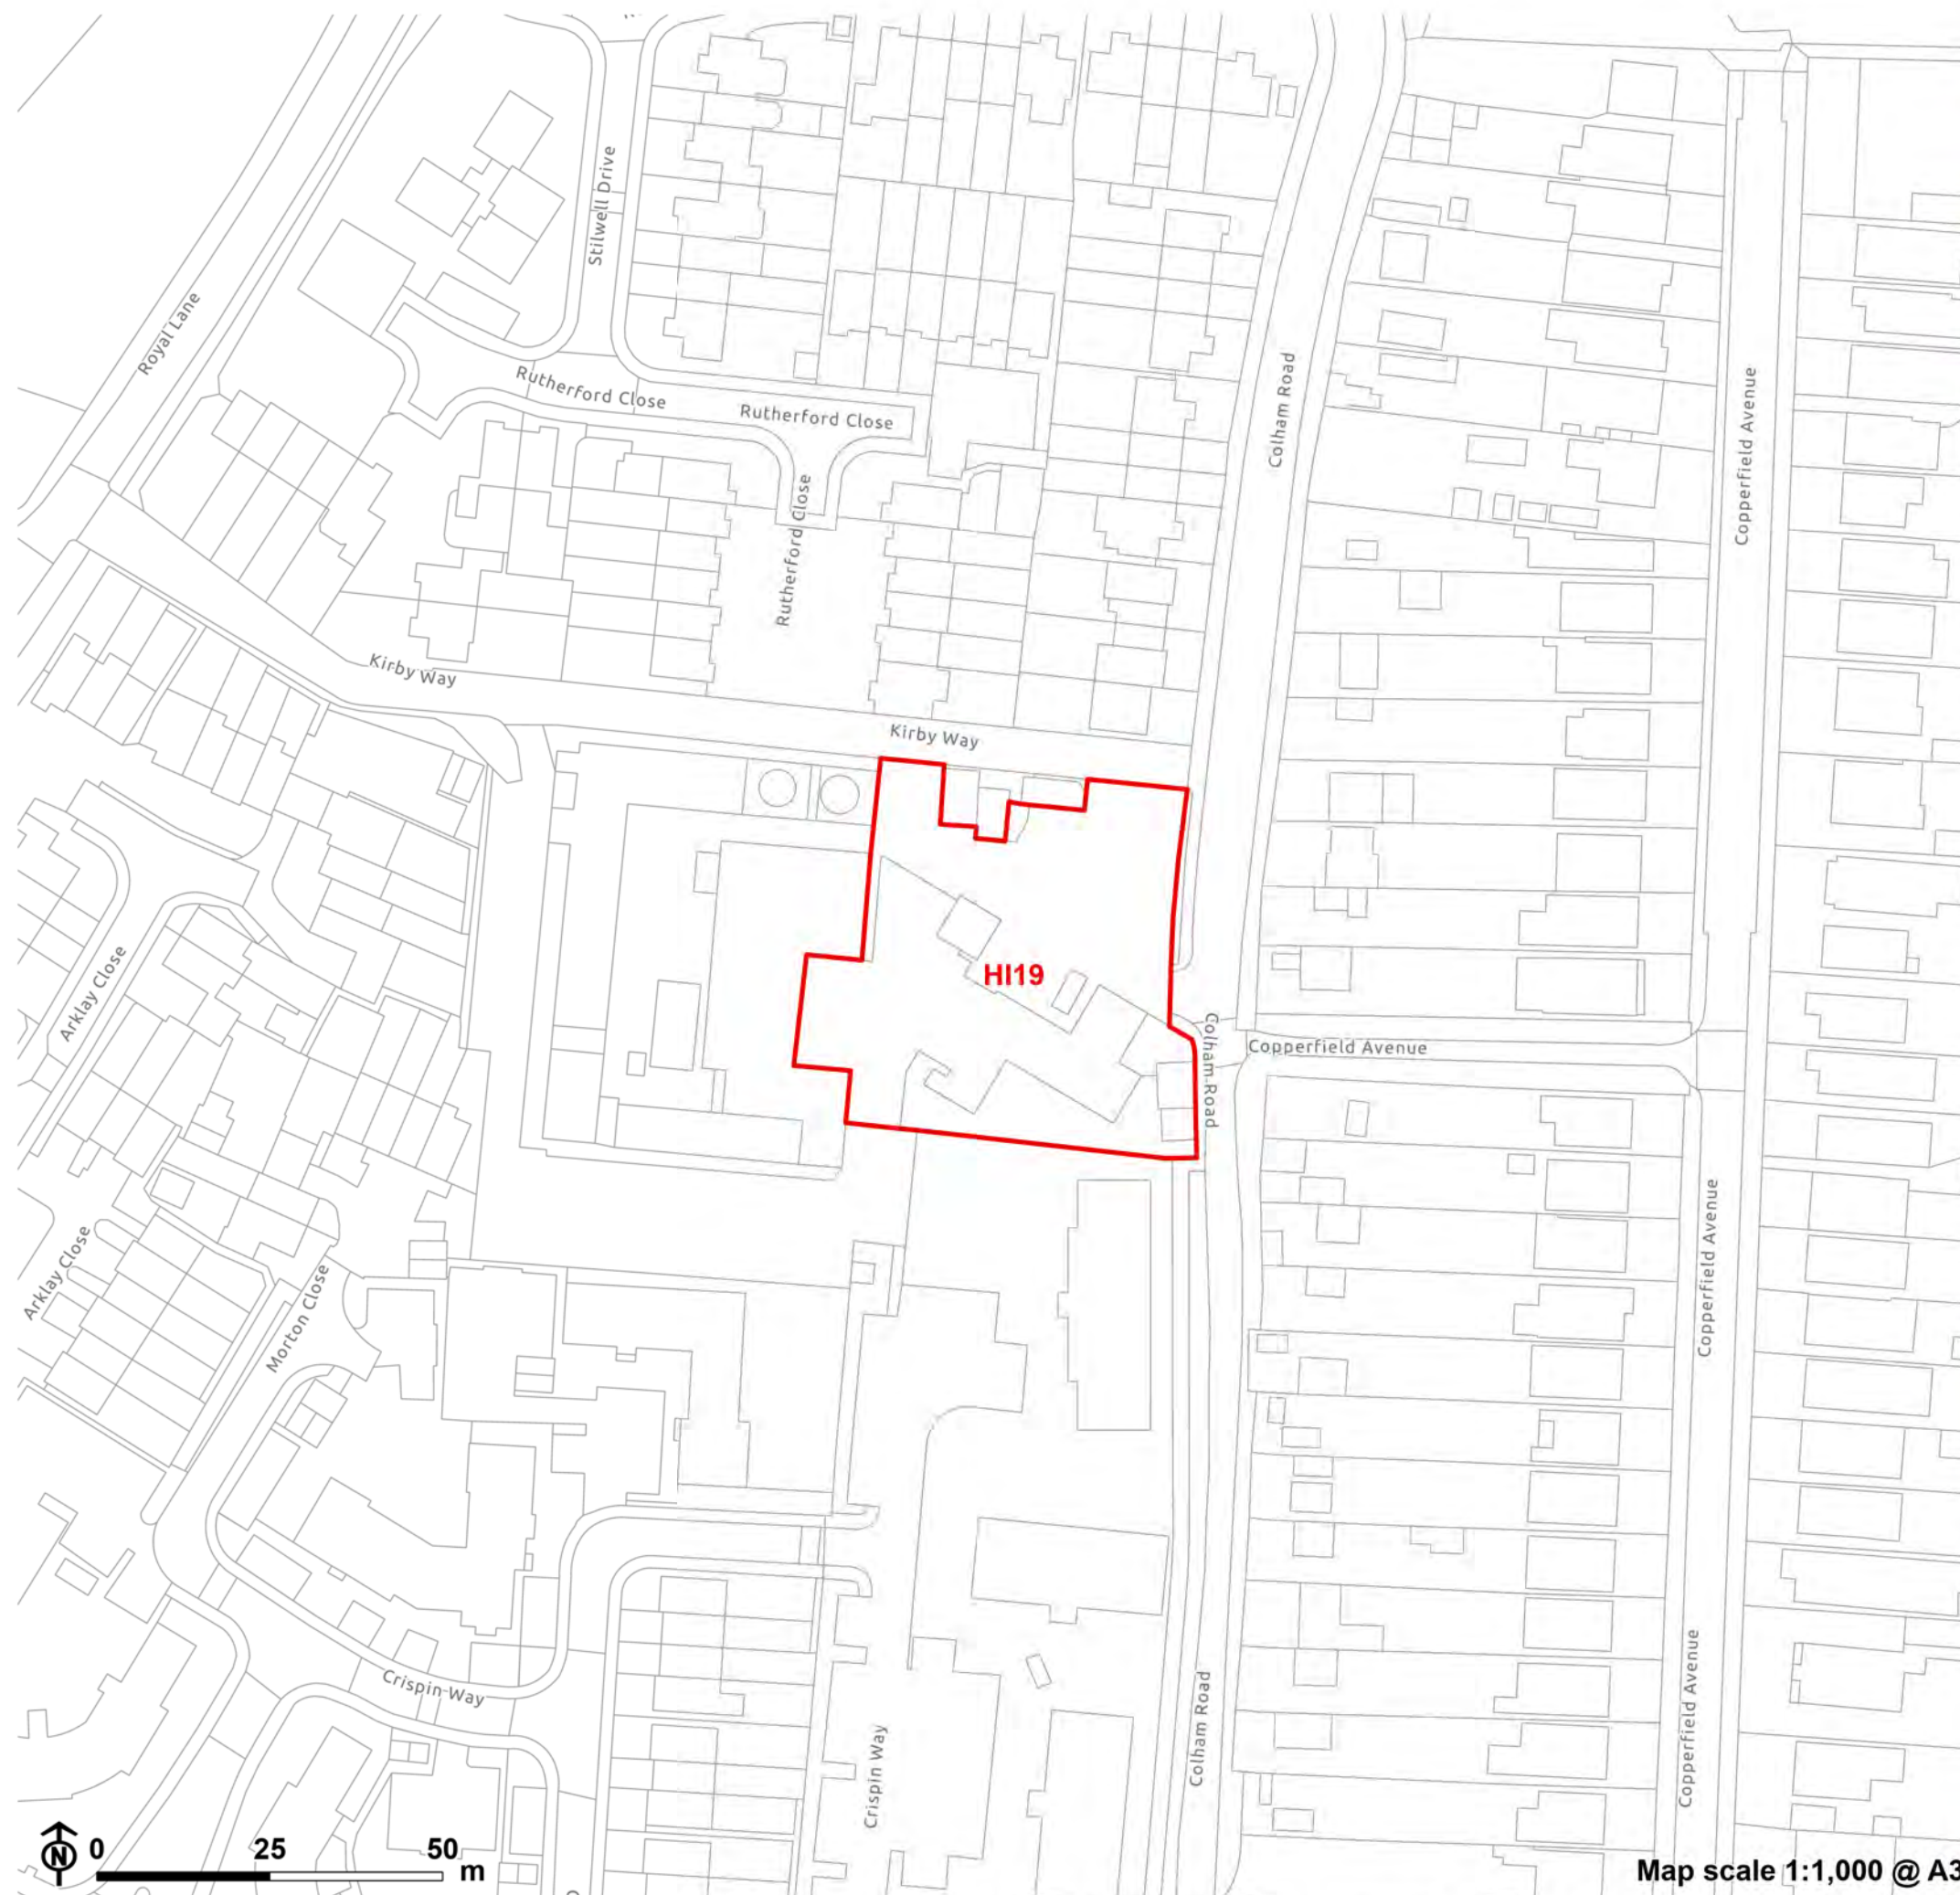 Stilwell Drive
Royal Lane
Rutherford Close
Rutherford Close
Colham Road
Copperfield Avenue
Rutherford Close
Kirby Way
Kirby Way
HI19
Arklay Close
Colham Road
Copperfield Avenue
Arklay Close
Morton Close
Copperfield Avenue
Crispin Way
Colham Road
Crispin Way
Copperfield Avenue
N
0 25 50
m
Map scale 1:1,000 @ A3